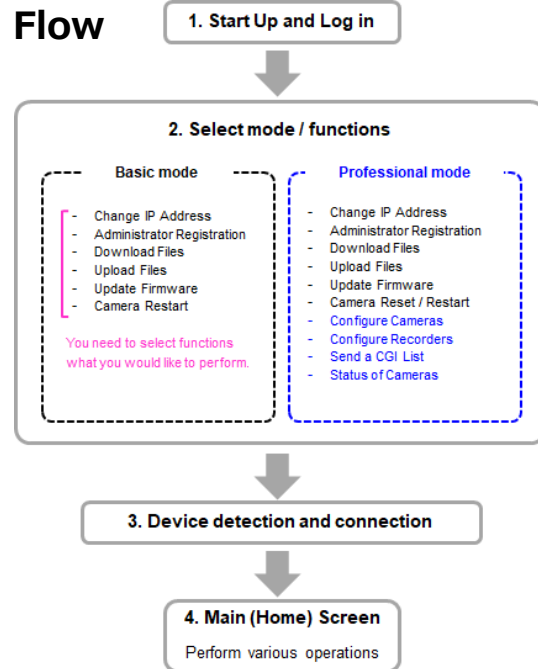 Flow
1. Start Up and Log in
2. Select mode / functions
Basic mode
- Change IP Address
- Administrator Registration
- Download Files
- Upload Files
- Update Firmware
- Camera Restart
You need to select functions
what you would like to perform.
Professional mode
- Change IP Address
- Administrator Registration
- Download Files
- Upload Files
- Update Firmware
- Camera Reset / Restart
- Configure Cameras
- Configure Recorders
- Send a CGI List
- Status of Cameras
3. Device detection and connection
4. Main (Home) Screen
Perform various operations